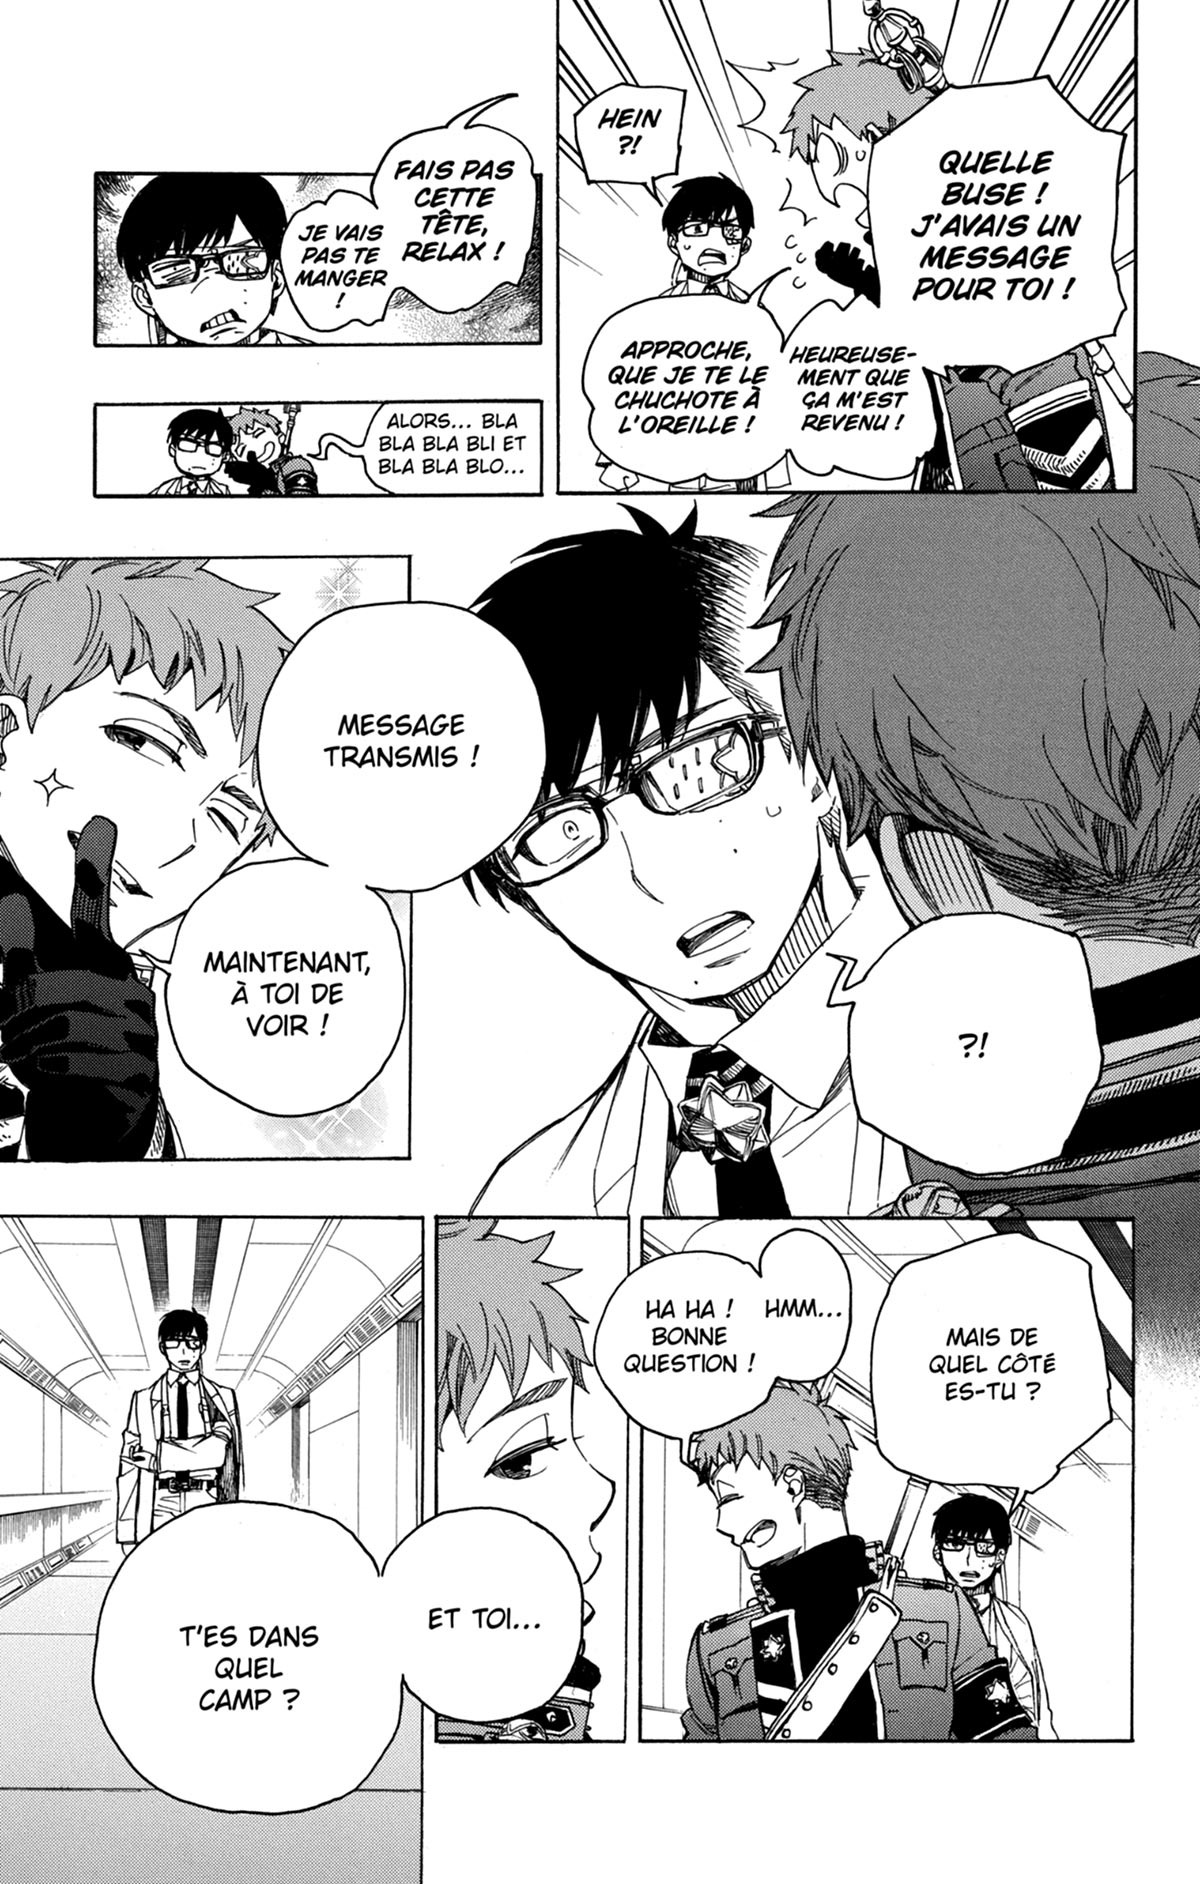 QUELLE
BUSE !
J'AVAIS UN
MESSAGE
POUR TOI !
HEIN
?!
HEUREUSE-
MENT QUE
ÇA M'EST
REVENU !
APPROCHE,
QUE JE TE LE
CHUCHOTE À
L'OREILLE !
FAIS PAS
CETTE
TÊTE,
RELAX !
JE VAIS
PAS TE
MANGER
!
ALORS... BLA
BLA BLA BLI ET
BLA BLA BLO...
?!
MESSAGE
TRANSMIS !
MAINTENANT,
À TOI DE
VOIR !
MAIS DE
QUEL CÔTÉ
ES-TU ?
HMM...
HA HA !
BONNE
QUESTION !
ET TOI...
T'ES DANS
QUEL
CAMP ?